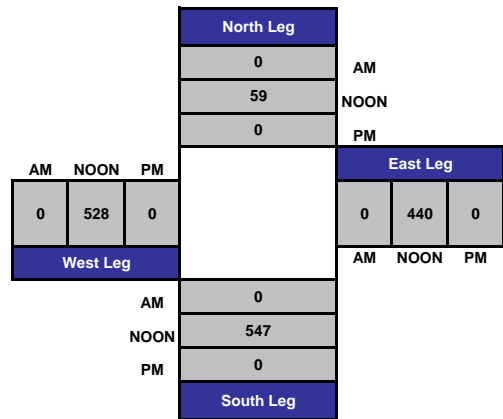 North Leg
0 AM
59 NOON
0 PM
East Leg
AM NOON PM
0 528 0
0 440 0
West Leg
AM NOON PM
AM 0
NOON 547
PM 0
South Leg